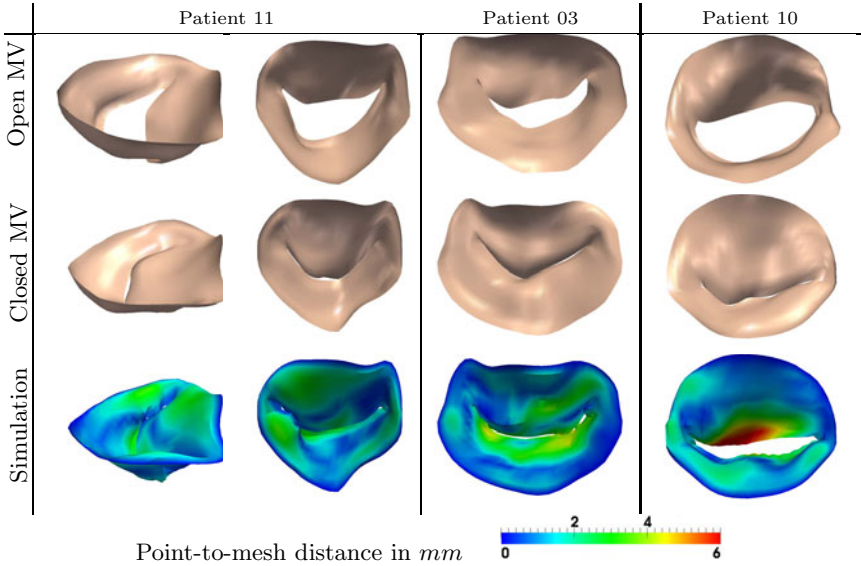 Patient 11 Patient 03 Patient 10
Open MV
Closed MV
Simulation
Point-to-mesh distance in mm
2 4
0 6